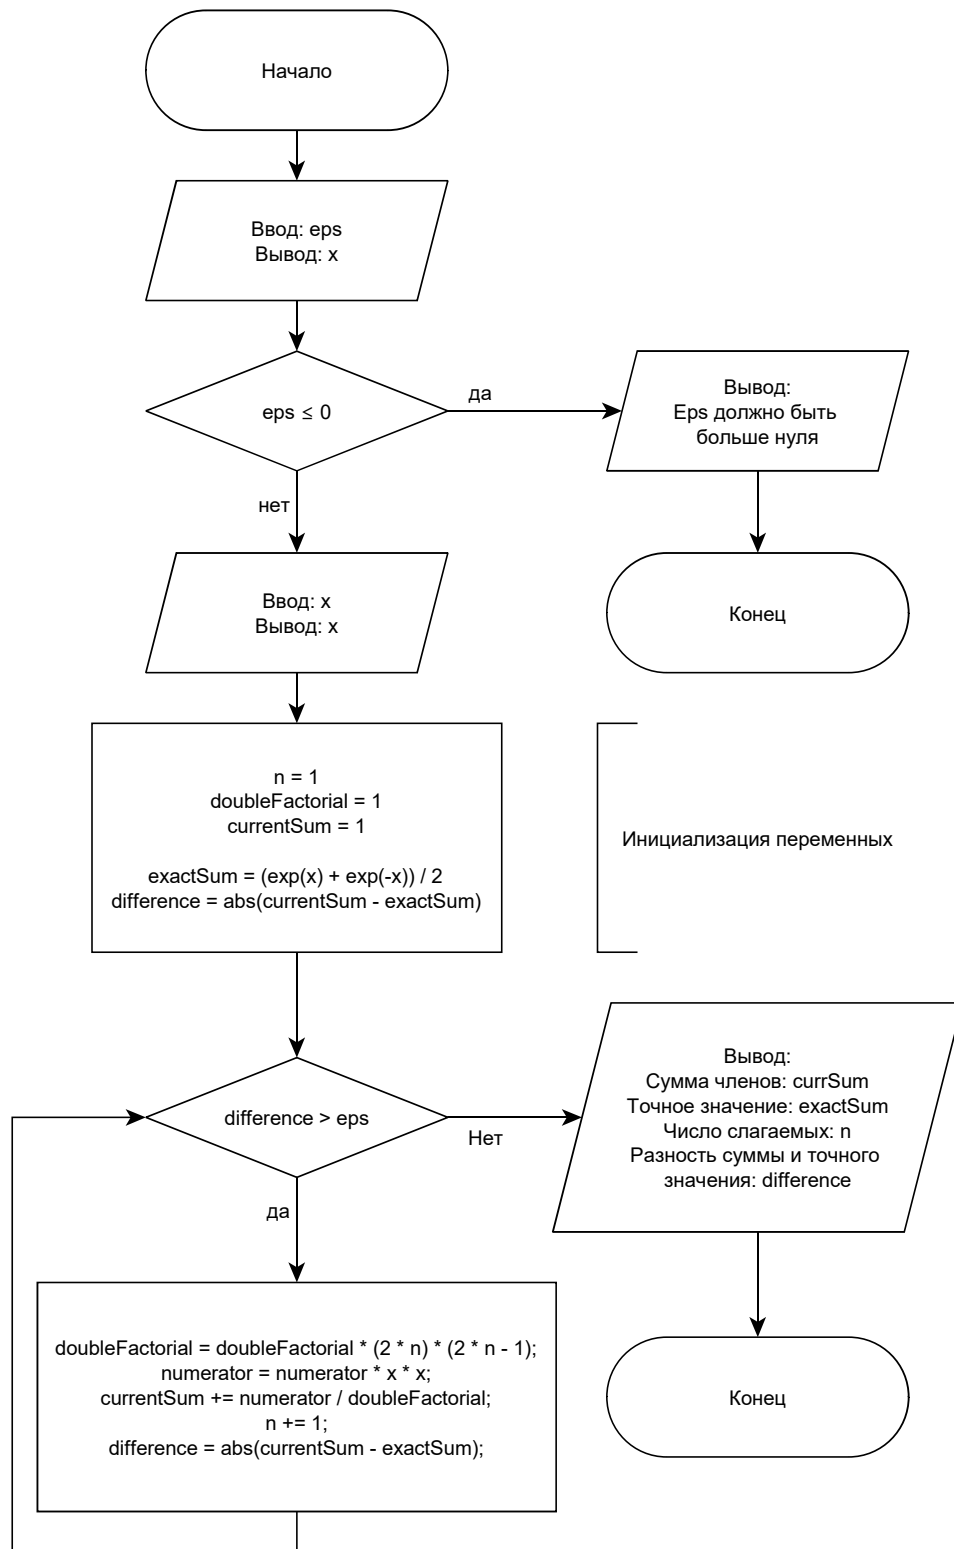 Начало
Ввод: eps
Вывод: x
eps ≤ 0
да
Вывод:
Eps должно быть
больше нуля
нет
Конец
Ввод: x
Вывод: x
n = 1
doubleFactorial = 1
currentSum = 1
exactSum = (exp(x) + exp(-x)) / 2
difference = abs(currentSum - exactSum)
Инициализация переменных
difference > eps
Нет
Вывод:
Сумма членов: currSum
Точное значение: exactSum
Число слагаемых: n
Разность суммы и точного
значения: difference
да
doubleFactorial = doubleFactorial * (2 * n) * (2 * n - 1);
numerator = numerator * x * x;
currentSum += numerator / doubleFactorial;
n += 1;
difference = abs(currentSum - exactSum);
Конец